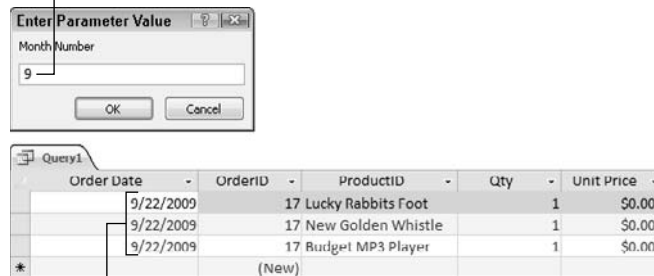 Enter Parameter Value
Month Number
9
OK Cancel
Query1
Order Date OrderID ProductID Qty Unit Price
9/22/2009 17 Lucky Rabbits Foot 1 $0.00
9/22/2009 17 New Golden Whistle 1 $0.00
9/22/2009 17 Budget MP3 Player 1 $0.00
* (New)